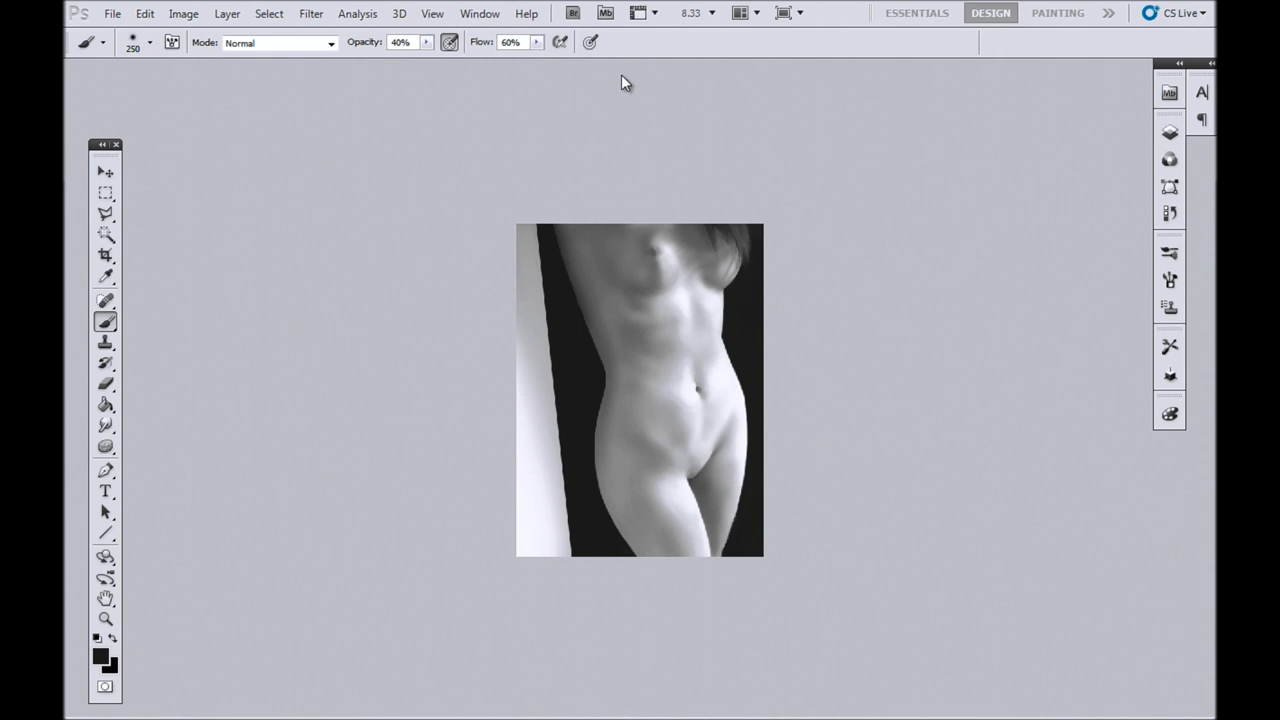 Ps File Edit Image Layer Select Filter Analysis 3D View Window Help Br Mb 8.33 ESSENTIALS DESIGN PAINTING CS Live
250 Mode: Normal Opacity: 40% Flow: 60%
Mb A
T